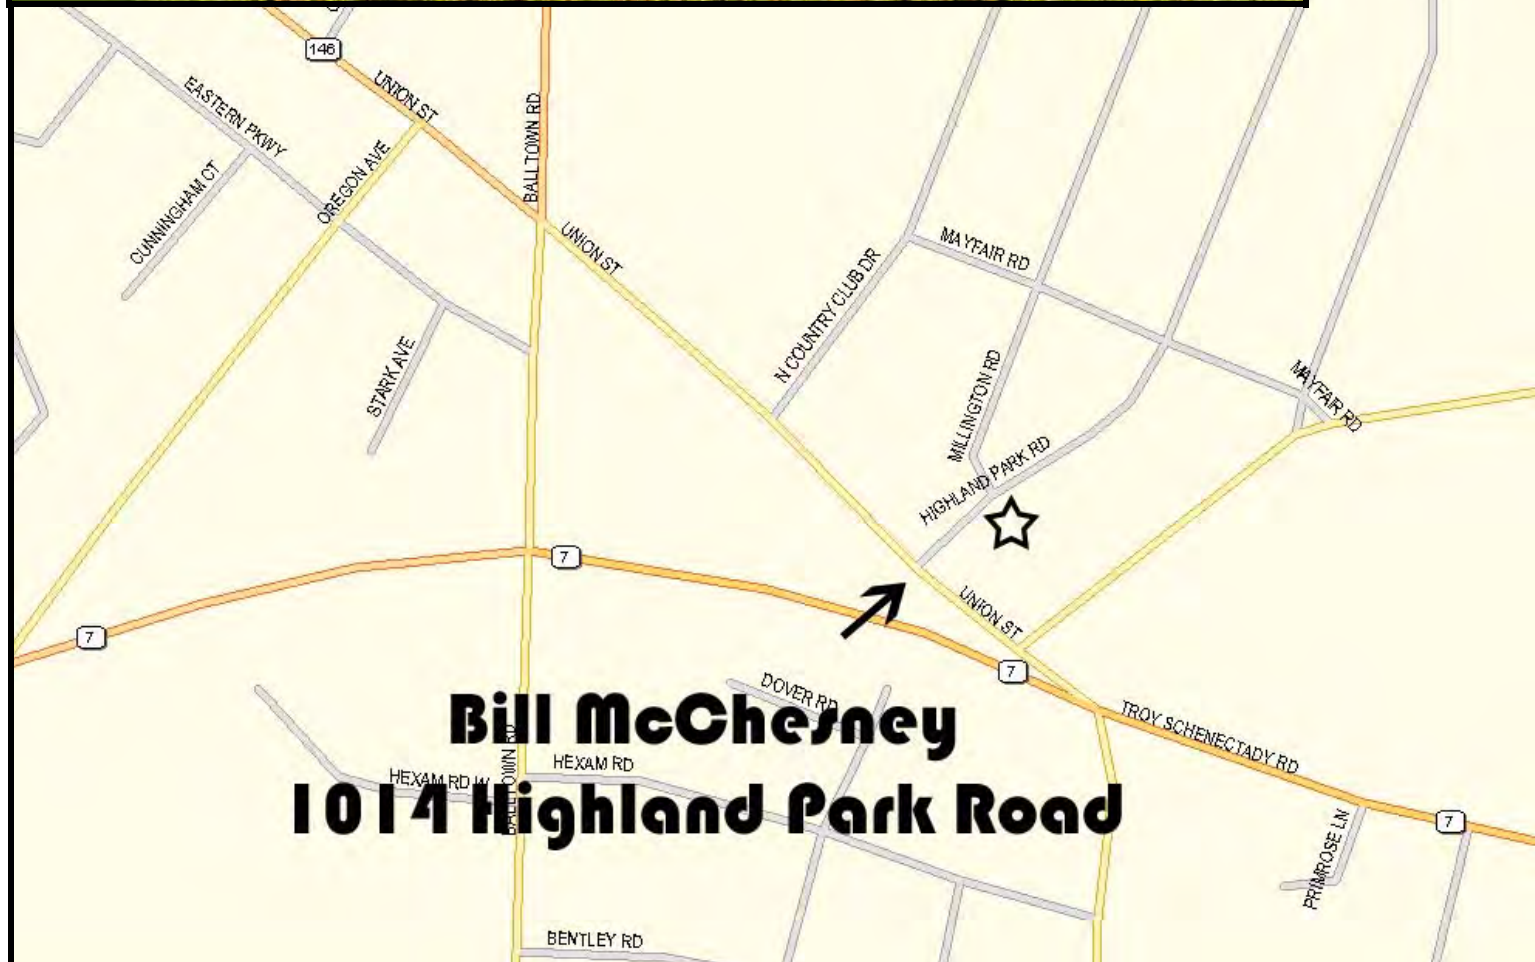 146
UNION ST
EASTERN PKWY
BALLTOWN RD
OREGON AVE
CUNNINGHAM CT
UNION ST
MAYFAIR RD
N COUNTRY CLUB DR
STARK AVE
MILLINGTON RD
MAYFAIR RD
HIGHLAND PARK RD
7
UNION ST
7
7
DOVER RD
Bill McChesney
TROY SCHENECTADY RD
BALLTOWN RD
HEXAM RD
HEXAM RD W
1014 Highland Park Road
7
PRIMROSE LN
BENTLEY RD